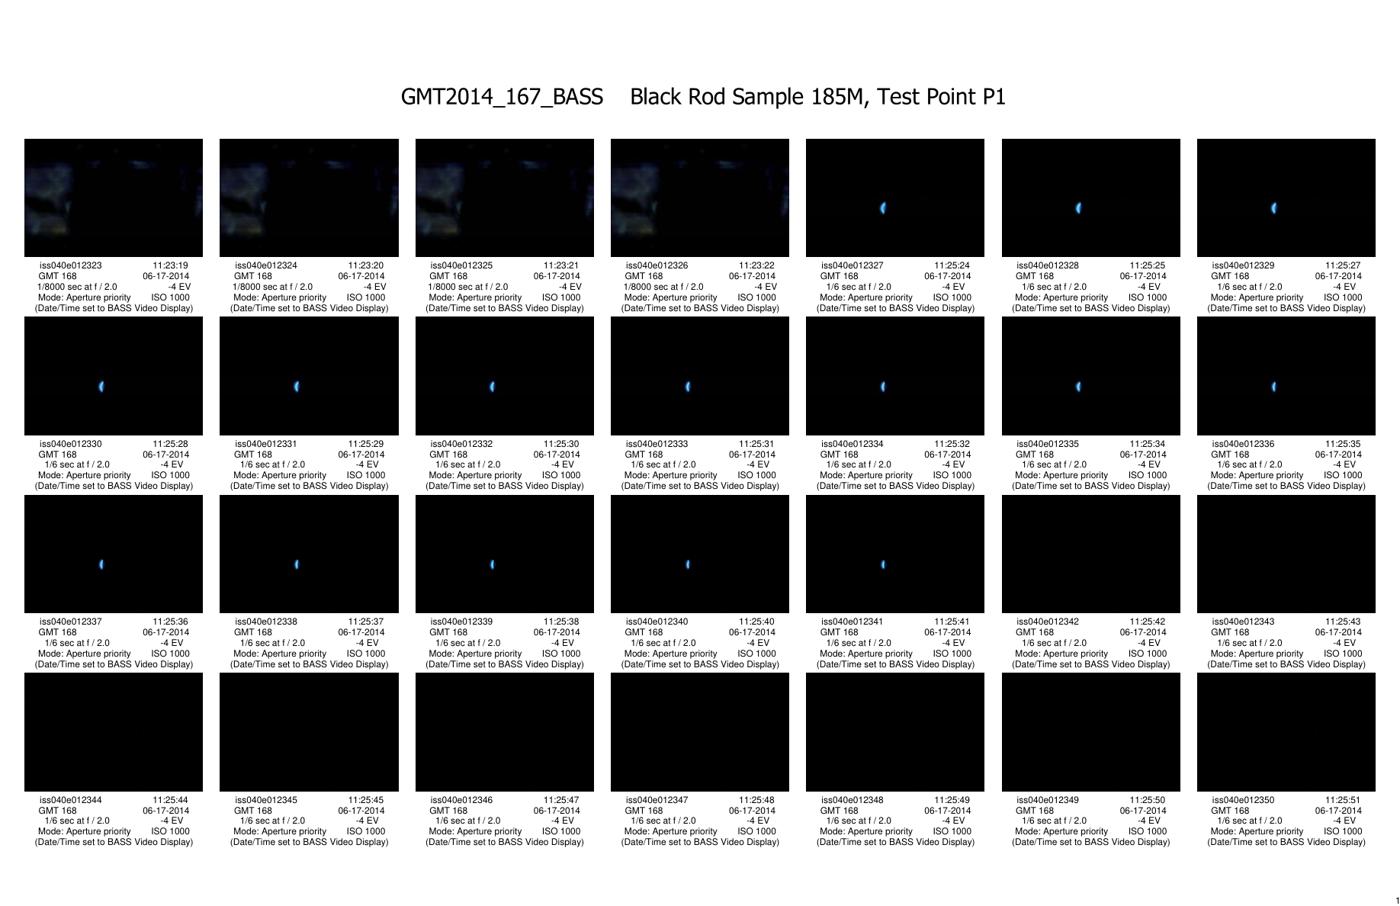 GMT2014_167_BASS Black Rod Sample 185M, Test Point P1
iss040e012323 11:23:19 iss040e012324 11:23:20 iss040e012325 11:23:21 iss040e012326 11:23:22 iss040e012327 11:25:24 iss040e012328 11:25:25 iss040e012329 11:25:27
GMT 168 06-17-2014 GMT 168 06-17-2014 GMT 168 06-17-2014 GMT 168 06-17-2014 GMT 168 06-17-2014 GMT 168 06-17-2014 GMT 168 06-17-2014
1/8000 sec at f / 2.0 -4 EV 1/8000 sec at f / 2.0 -4 EV 1/8000 sec at f / 2.0 -4 EV 1/8000 sec at f / 2.0 -4 EV 1/6 sec at f / 2.0 -4 EV 1/6 sec at f / 2.0 -4 EV 1/6 sec at f / 2.0 -4 EV
Mode: Aperture priority ISO 1000 Mode: Aperture priority ISO 1000 Mode: Aperture priority ISO 1000 Mode: Aperture priority ISO 1000 Mode: Aperture priority ISO 1000 Mode: Aperture priority ISO 1000 Mode: Aperture priority ISO 1000
(Date/Time set to BASS Video Display) (Date/Time set to BASS Video Display) (Date/Time set to BASS Video Display) (Date/Time set to BASS Video Display) (Date/Time set to BASS Video Display) (Date/Time set to BASS Video Display) (Date/Time set to BASS Video Display)
iss040e012330 11:25:28 iss040e012331 11:25:29 iss040e012332 11:25:30 iss040e012333 11:25:31 iss040e012334 11:25:32 iss040e012335 11:25:34 iss040e012336 11:25:35
GMT 168 06-17-2014 GMT 168 06-17-2014 GMT 168 06-17-2014 GMT 168 06-17-2014 GMT 168 06-17-2014 GMT 168 06-17-2014 GMT 168 06-17-2014
1/6 sec at f / 2.0 -4 EV 1/6 sec at f / 2.0 -4 EV 1/6 sec at f / 2.0 -4 EV 1/6 sec at f / 2.0 -4 EV 1/6 sec at f / 2.0 -4 EV 1/6 sec at f / 2.0 -4 EV 1/6 sec at f / 2.0 -4 EV
Mode: Aperture priority ISO 1000 Mode: Aperture priority ISO 1000 Mode: Aperture priority ISO 1000 Mode: Aperture priority ISO 1000 Mode: Aperture priority ISO 1000 Mode: Aperture priority ISO 1000 Mode: Aperture priority ISO 1000
(Date/Time set to BASS Video Display) (Date/Time set to BASS Video Display) (Date/Time set to BASS Video Display) (Date/Time set to BASS Video Display) (Date/Time set to BASS Video Display) (Date/Time set to BASS Video Display) (Date/Time set to BASS Video Display)
iss040e012337 11:25:36 iss040e012338 11:25:37 iss040e012339 11:25:38 iss040e012340 11:25:40 iss040e012341 11:25:41 iss040e012342 11:25:42 iss040e012343 11:25:43
GMT 168 06-17-2014 GMT 168 06-17-2014 GMT 168 06-17-2014 GMT 168 06-17-2014 GMT 168 06-17-2014 GMT 168 06-17-2014 GMT 168 06-17-2014
1/6 sec at f / 2.0 -4 EV 1/6 sec at f / 2.0 -4 EV 1/6 sec at f / 2.0 -4 EV 1/6 sec at f / 2.0 -4 EV 1/6 sec at f / 2.0 -4 EV 1/6 sec at f / 2.0 -4 EV 1/6 sec at f / 2.0 -4 EV
Mode: Aperture priority ISO 1000 Mode: Aperture priority ISO 1000 Mode: Aperture priority ISO 1000 Mode: Aperture priority ISO 1000 Mode: Aperture priority ISO 1000 Mode: Aperture priority ISO 1000 Mode: Aperture priority ISO 1000
(Date/Time set to BASS Video Display) (Date/Time set to BASS Video Display) (Date/Time set to BASS Video Display) (Date/Time set to BASS Video Display) (Date/Time set to BASS Video Display) (Date/Time set to BASS Video Display) (Date/Time set to BASS Video Display)
iss040e012344 11:25:44 iss040e012345 11:25:45 iss040e012346 11:25:47 iss040e012347 11:25:48 iss040e012348 11:25:49 iss040e012349 11:25:50 iss040e012350 11:25:51
GMT 168 06-17-2014 GMT 168 06-17-2014 GMT 168 06-17-2014 GMT 168 06-17-2014 GMT 168 06-17-2014 GMT 168 06-17-2014 GMT 168 06-17-2014
1/6 sec at f / 2.0 -4 EV 1/6 sec at f / 2.0 -4 EV 1/6 sec at f / 2.0 -4 EV 1/6 sec at f / 2.0 -4 EV 1/6 sec at f / 2.0 -4 EV 1/6 sec at f / 2.0 -4 EV 1/6 sec at f / 2.0 -4 EV
Mode: Aperture priority ISO 1000 Mode: Aperture priority ISO 1000 Mode: Aperture priority ISO 1000 Mode: Aperture priority ISO 1000 Mode: Aperture priority ISO 1000 Mode: Aperture priority ISO 1000 Mode: Aperture priority ISO 1000
(Date/Time set to BASS Video Display) (Date/Time set to BASS Video Display) (Date/Time set to BASS Video Display) (Date/Time set to BASS Video Display) (Date/Time set to BASS Video Display) (Date/Time set to BASS Video Display) (Date/Time set to BASS Video Display)